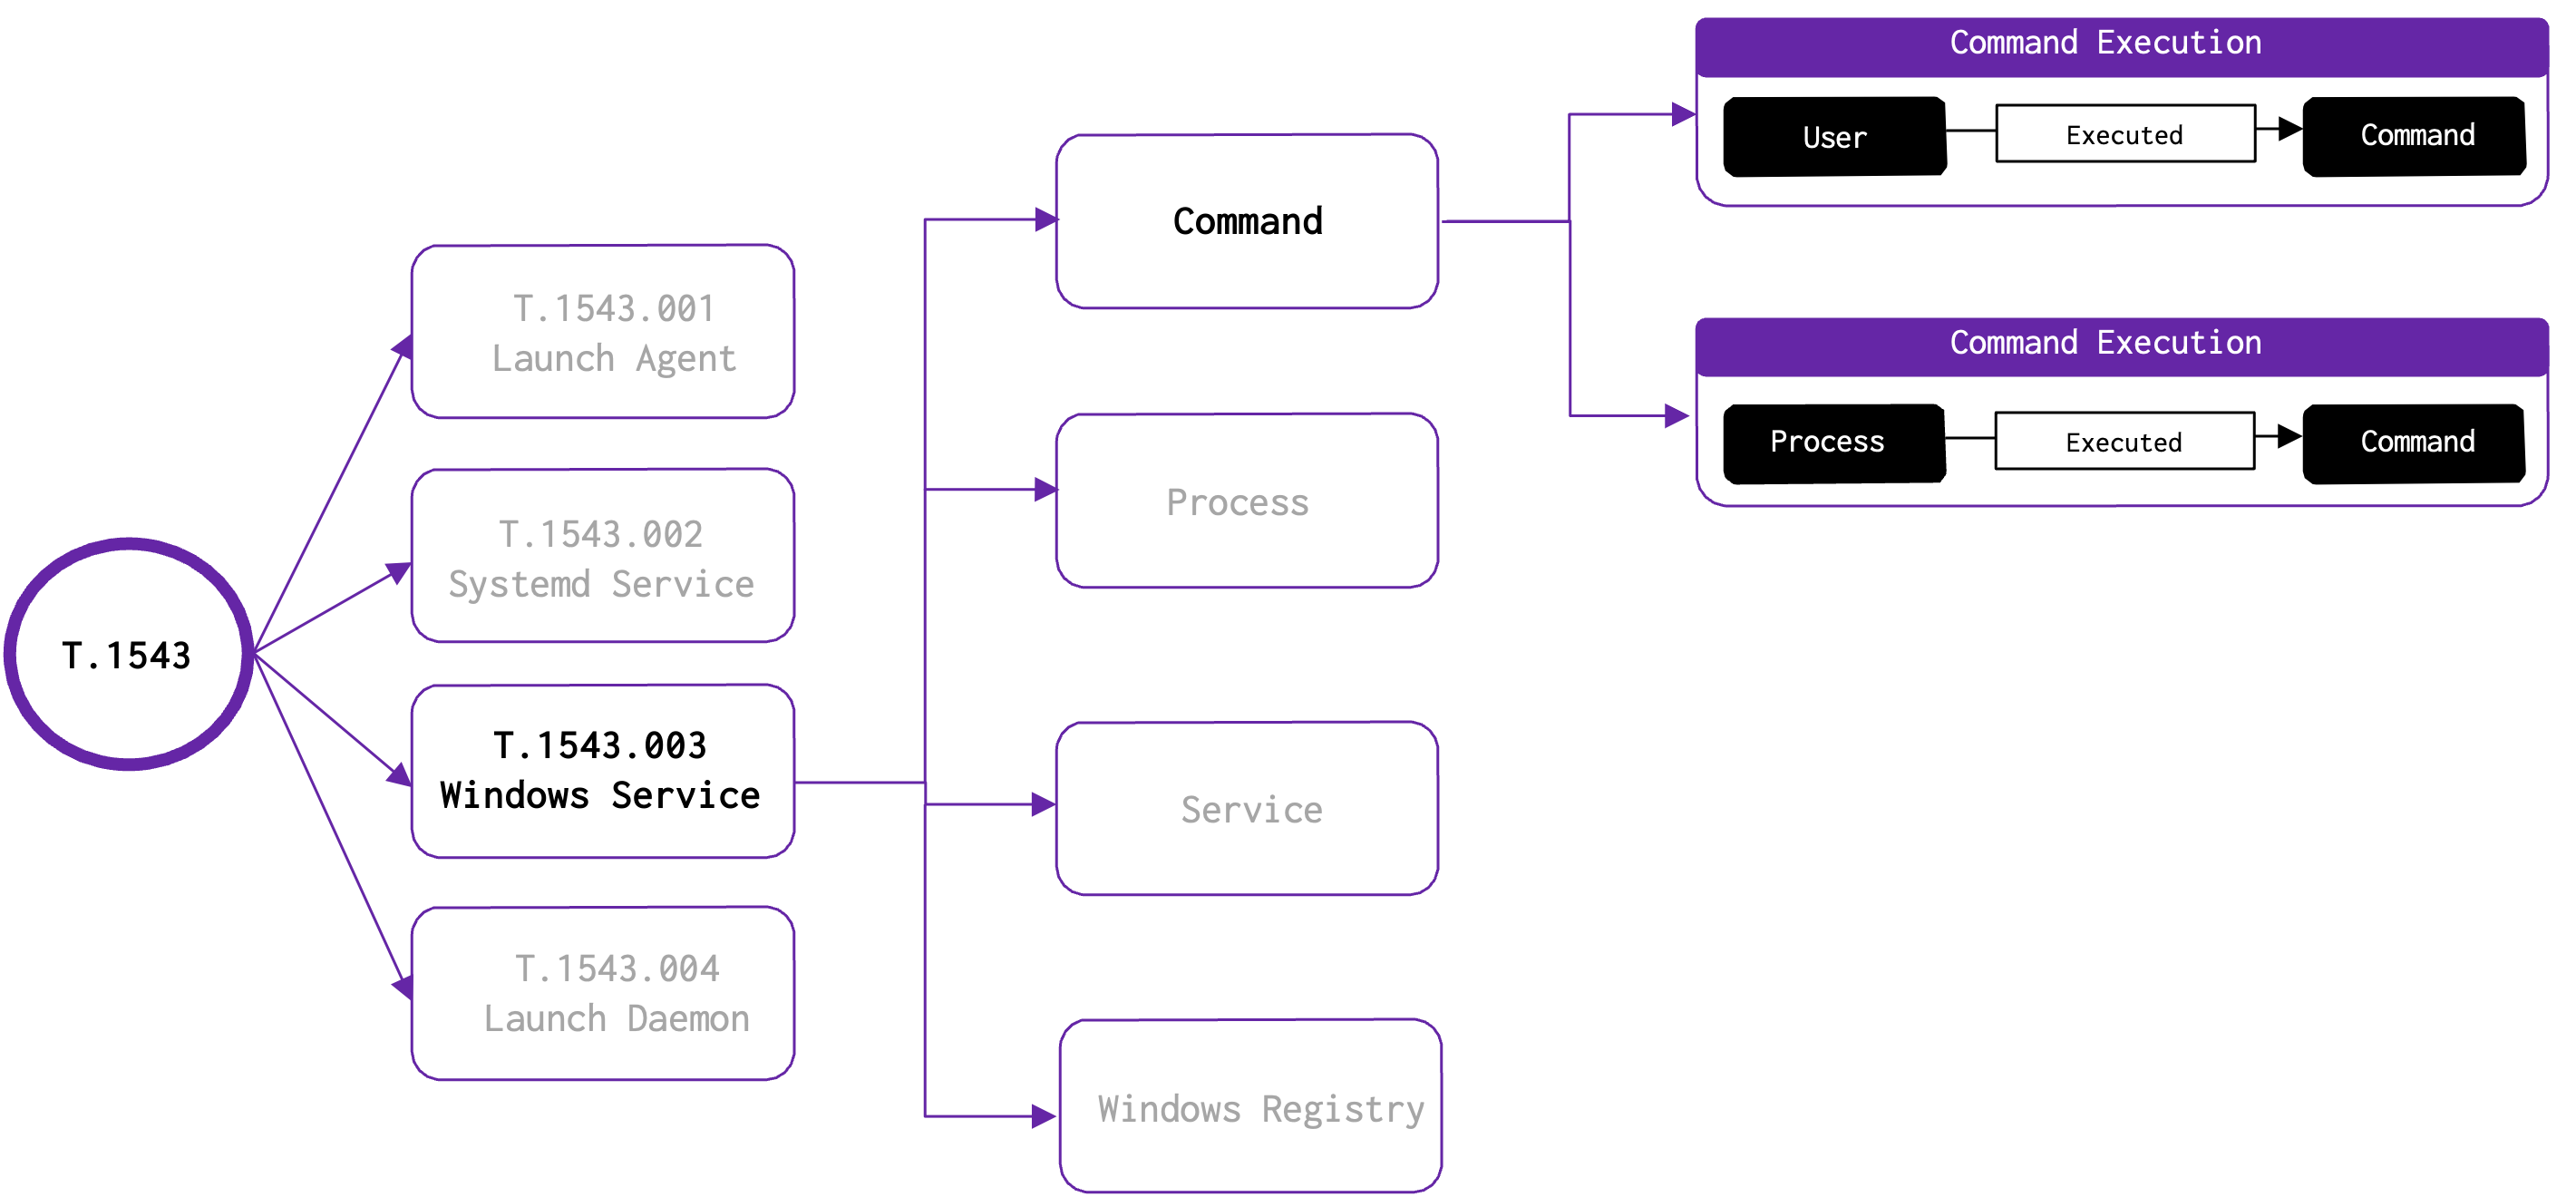 T.1543
T.1543.001
Launch Agent
T.1543.002
Systemd Service
T.1543.003
Windows Service
T.1543.004
Launch Daemon
Command
Process
Service
Windows Registry
Command Execution
User
Executed
Command
Command Execution
Process
Executed
Command